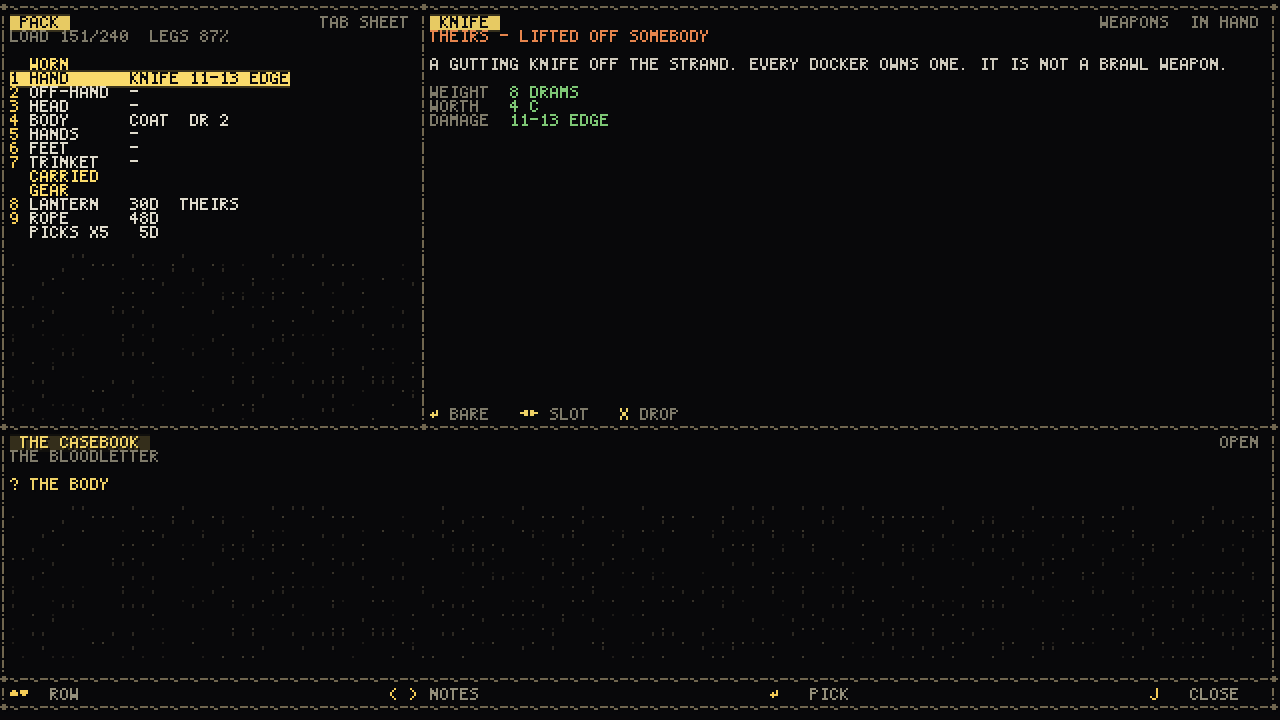 PACK TAB SHEET
LOAD 151/240 LEGS 87%
WORN
1 HAND KNIFE 11-13 EDGE
2 OFF-HAND -
3 HEAD -
4 BODY COAT DR 2
5 HANDS -
6 FEET -
7 TRINKET -
CARRIED
GEAR
8 LANTERN 30D THEIRS
9 ROPE 48D
PICKS X5 5D
KNIFE WEAPONS IN HAND
THEIRS - LIFTED OFF SOMEBODY
A GUTTING KNIFE OFF THE STRAND. EVERY DOCKER OWNS ONE. IT IS NOT A BRAWL WEAPON.
WEIGHT 8 DRAMS
WORTH 4 C
DAMAGE 11-13 EDGE
↵ BARE ◄► SLOT X DROP
THE CASEBOOK OPEN
THE BLOODLETTER
? THE BODY
▲▼ ROW < > NOTES ↵ PICK J CLOSE